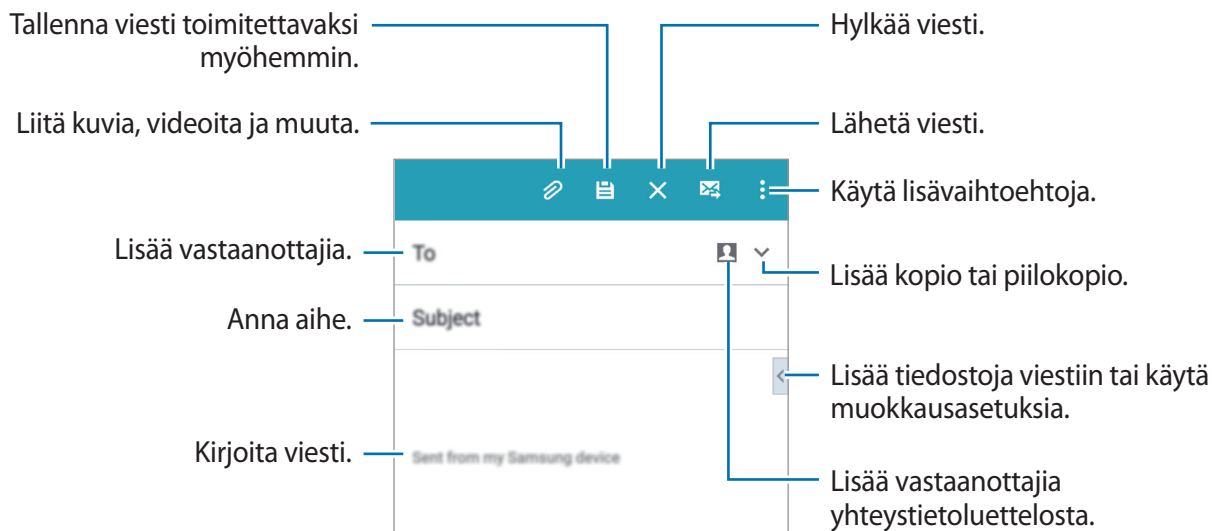 Tallenna viesti toimitettavaksi
myöhemmin.
Hylkää viesti.
Liitä kuvia, videoita ja muuta.
Lähetä viesti.
Käytä lisävaihtoehtoja.
Lisää vastaanottajia.
To
Lisää kopio tai piilokopio.
Anna aihe.
Subject
Lisää tiedostoja viestiin tai käytä
muokkausasetuksia.
Kirjoita viesti.
Sent from my Samsung device
Lisää vastaanottajia
yhteystietoluettelosta.